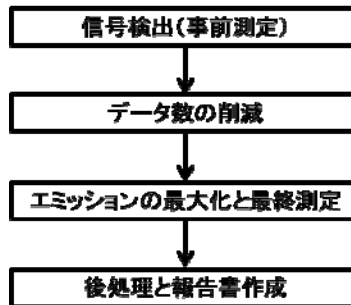 信号検出(事前測定)
データ数の削減
エミッションの最大化と最終測定
後処理と報告書作成